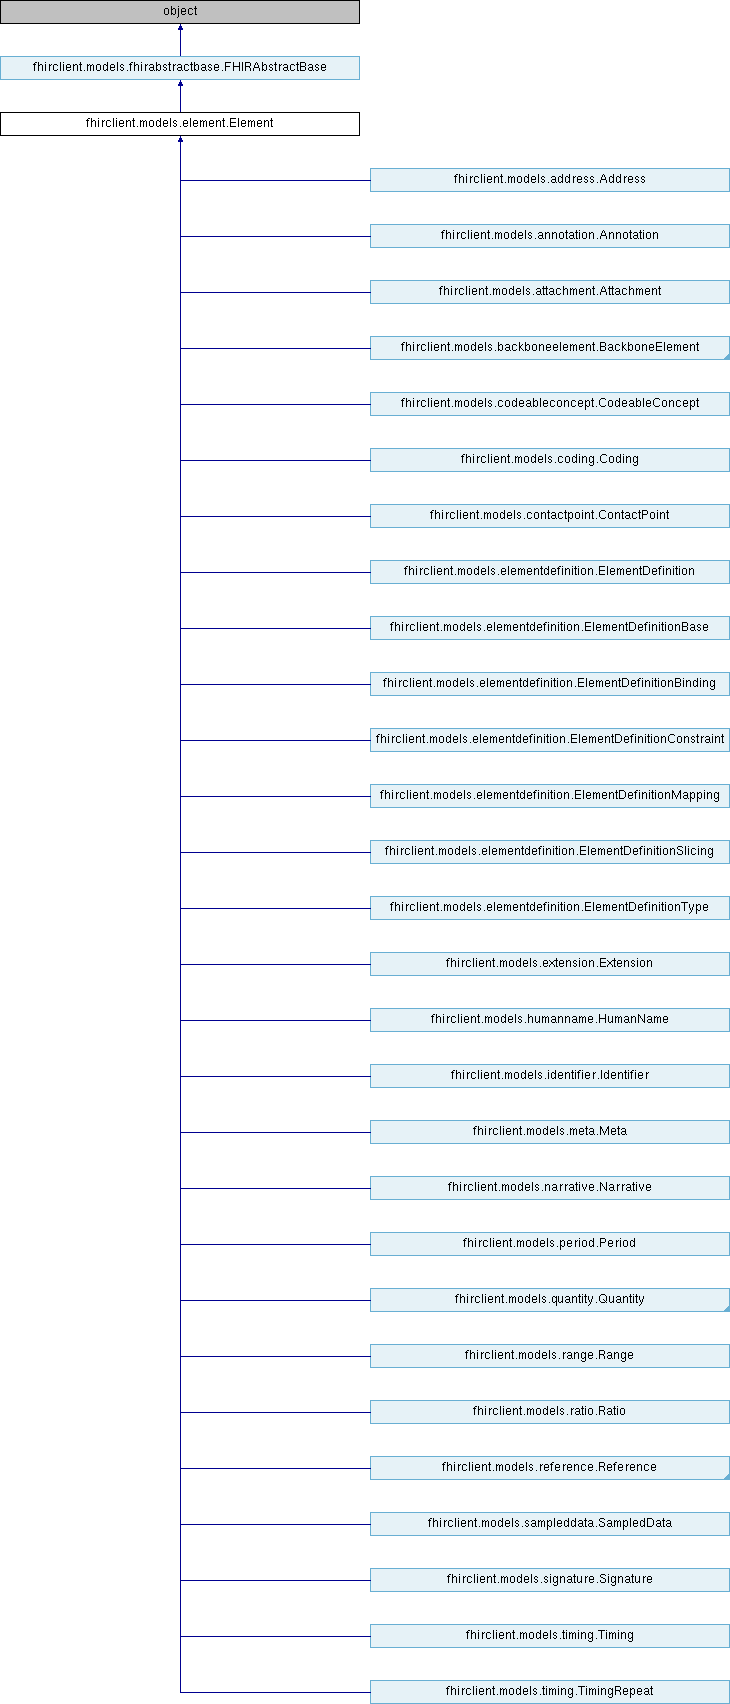 object
fhirclient.models.fhirabstractbase.FHIRAbstractBase
fhirclient.models.element.Element
fhirclient.models.address.Address
fhirclient.models.annotation.Annotation
fhirclient.models.attachment.Attachment
fhirclient.models.backboneelement.BackboneElement
fhirclient.models.codeableconcept.CodeableConcept
fhirclient.models.coding.Coding
fhirclient.models.contactpoint.ContactPoint
fhirclient.models.elementdefinition.ElementDefinition
fhirclient.models.elementdefinition.ElementDefinitionBase
fhirclient.models.elementdefinition.ElementDefinitionBinding
fhirclient.models.elementdefinition.ElementDefinitionConstraint
fhirclient.models.elementdefinition.ElementDefinitionMapping
fhirclient.models.elementdefinition.ElementDefinitionSlicing
fhirclient.models.elementdefinition.ElementDefinitionType
fhirclient.models.extension.Extension
fhirclient.models.humanname.HumanName
fhirclient.models.identifier.Identifier
fhirclient.models.meta.Meta
fhirclient.models.narrative.Narrative
fhirclient.models.period.Period
fhirclient.models.quantity.Quantity
fhirclient.models.range.Range
fhirclient.models.ratio.Ratio
fhirclient.models.reference.Reference
fhirclient.models.sampleddata.SampledData
fhirclient.models.signature.Signature
fhirclient.models.timing.Timing
fhirclient.models.timing.TimingRepeat